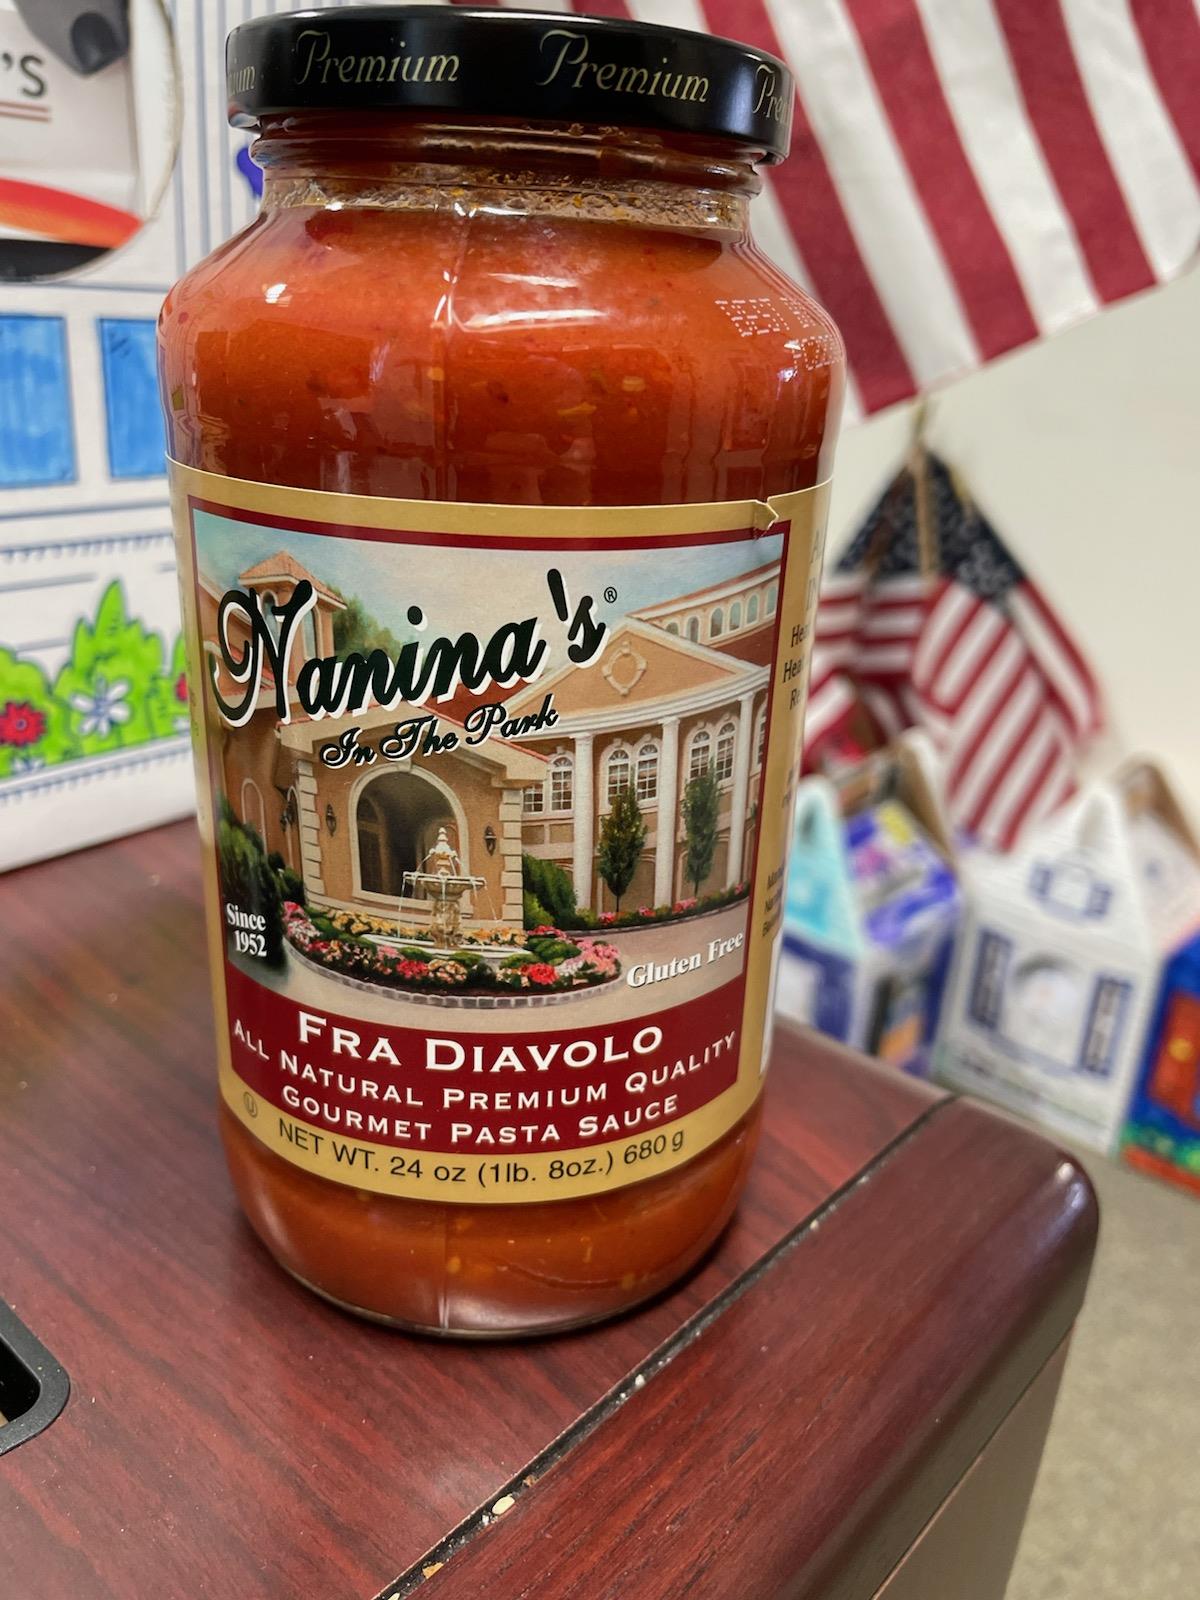 'S
Premium Premium
BEST
Nanina's®
In The Park
Since
1952
Gluten Free
FRA DIAVOLO
ALL NATURAL PREMIUM QUALITY
GOURMET PASTA SAUCE
U
NET WT. 24 oz (1lb. 8oz.) 680 g